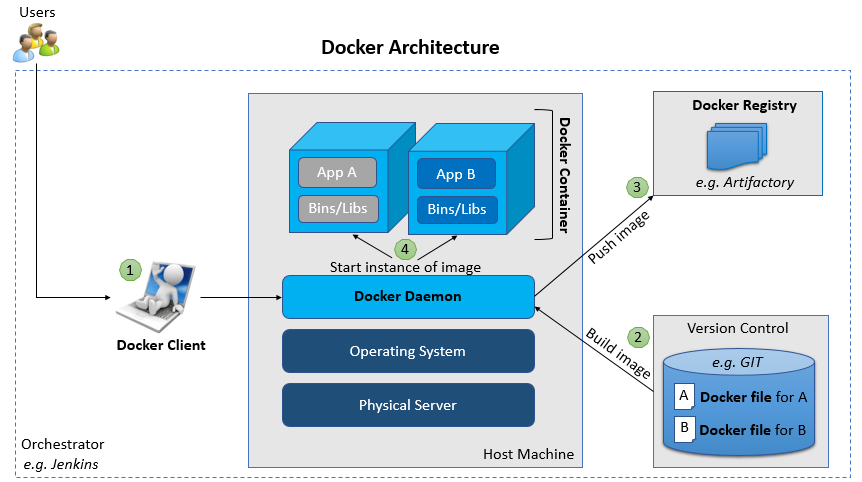 Users
Docker Architecture
Docker Registry
e.g. Artifactory
App A
Bins/Libs
App B
Bins/Libs
Docker Container
3
Push image
4
Start instance of image
1
Docker Client
Docker Daemon
Operating System
Physical Server
Host Machine
2
Build image
Version Control
e.g. GIT
A
Docker file for A
B
Docker file for B
Orchestrator
e.g. Jenkins